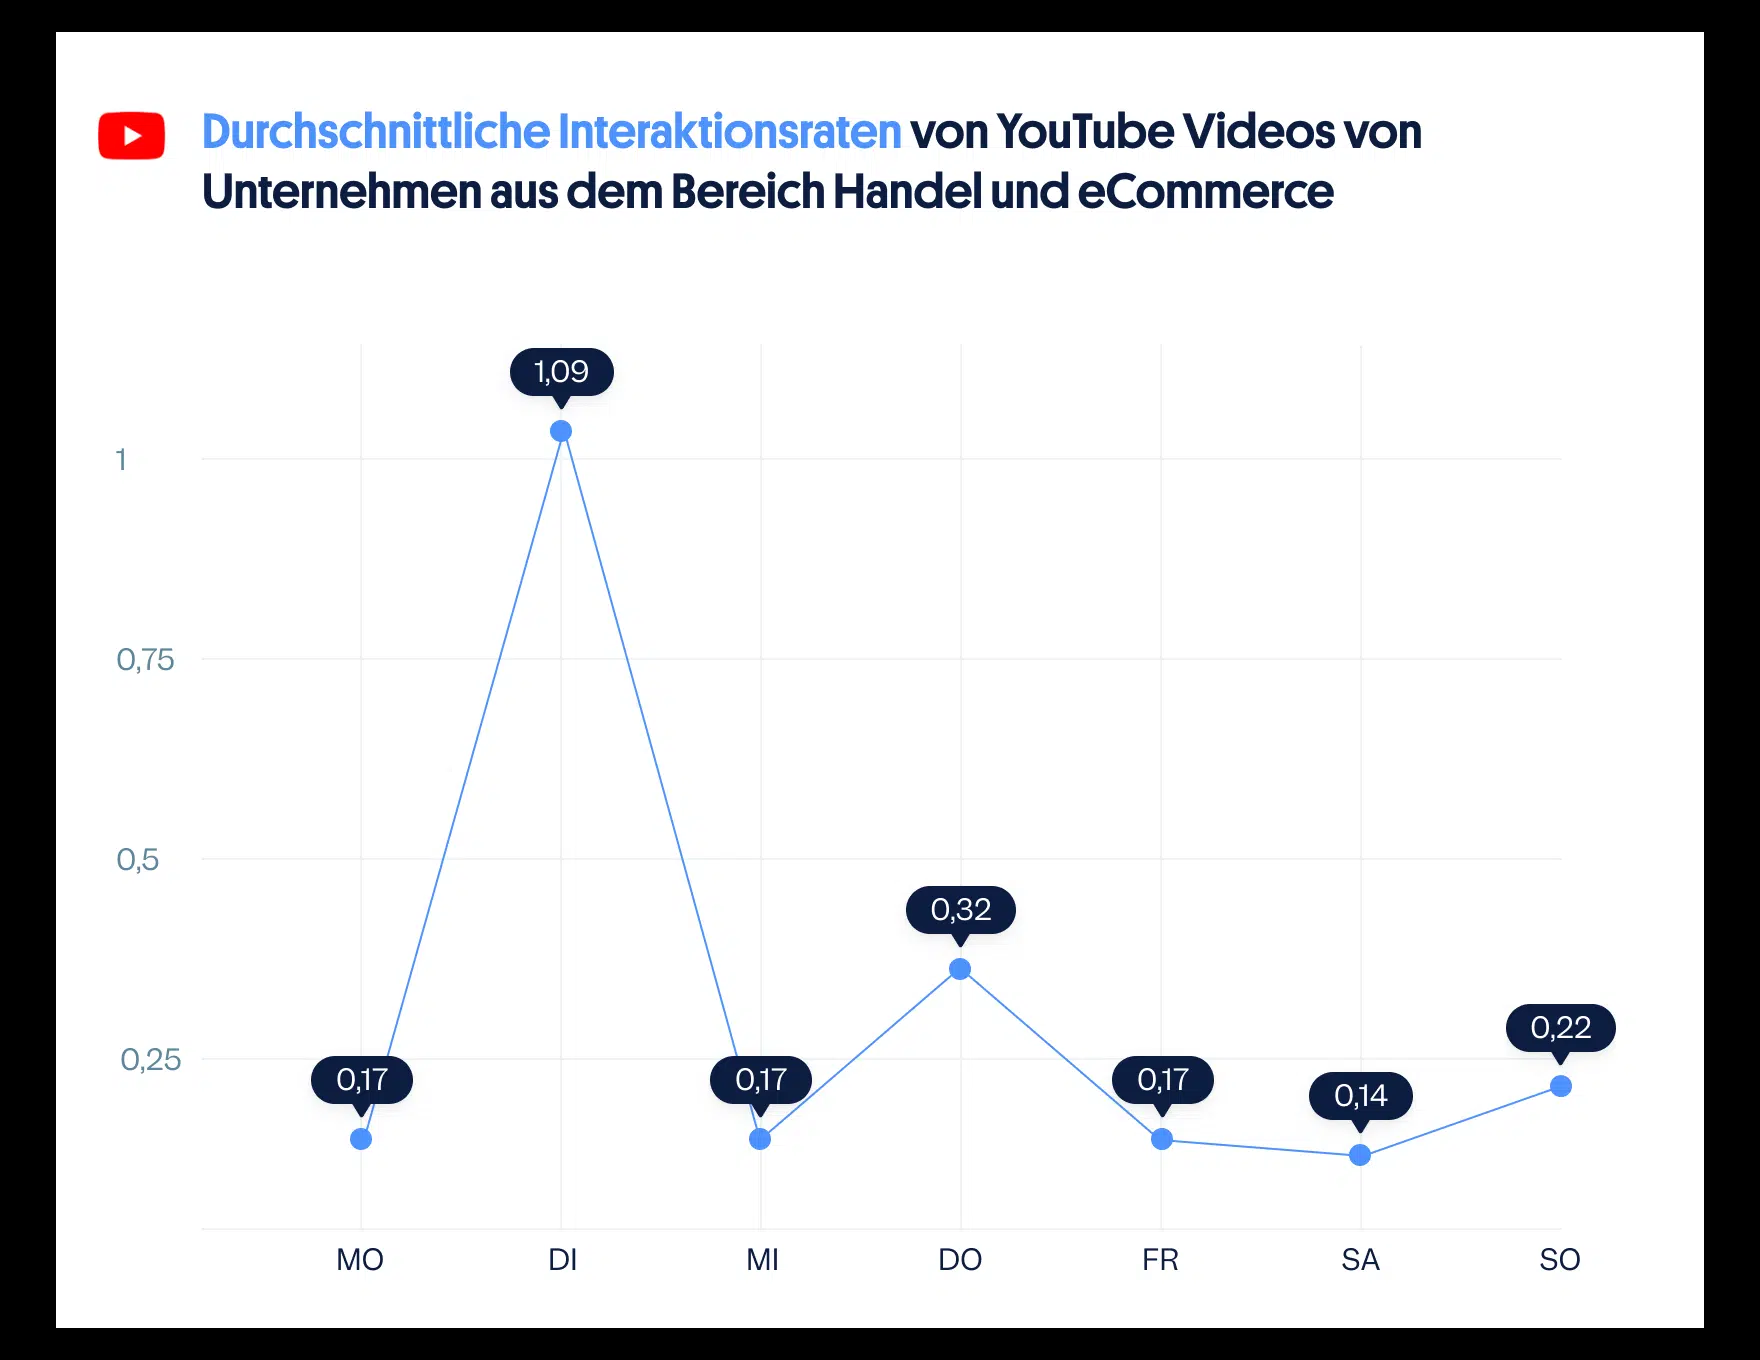 Durchschnittliche Interaktionsraten von YouTube Videos von
Unternehmen aus dem Bereich Handel und eCommerce
1,09
1
0,75
0,5
0,32
0,22
0,25
0,17
0,17
0,17
0,14
MO
DI
MI
DO
FR
SA
SO